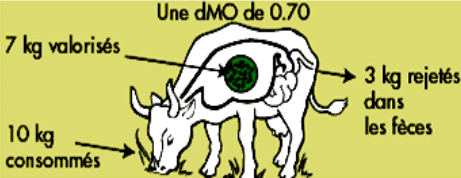 Une dMO de 0.70
7 kg valorisés
3 kg rejetés
dans
les fèces
10 kg
consommés